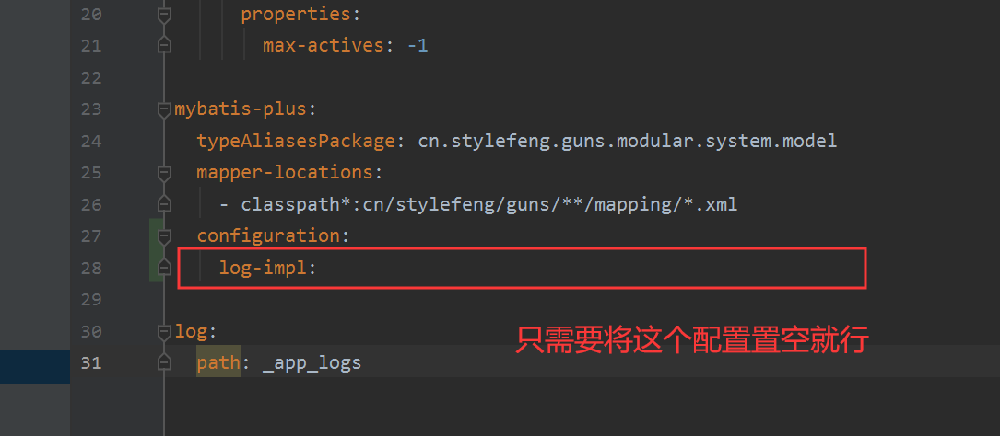 20 properties:
21 max-actives: -1
22
23 mybatis-plus:
24 typeAliasesPackage: cn.stylefeng.guns.modular.system.model
25 mapper-locations:
26 - classpath*:cn/stylefeng/guns/**/mapping/*.xml
27 configuration:
28 log-impl:
29
30 log:
只需要将这个配置置空就行
31 path: _app_logs